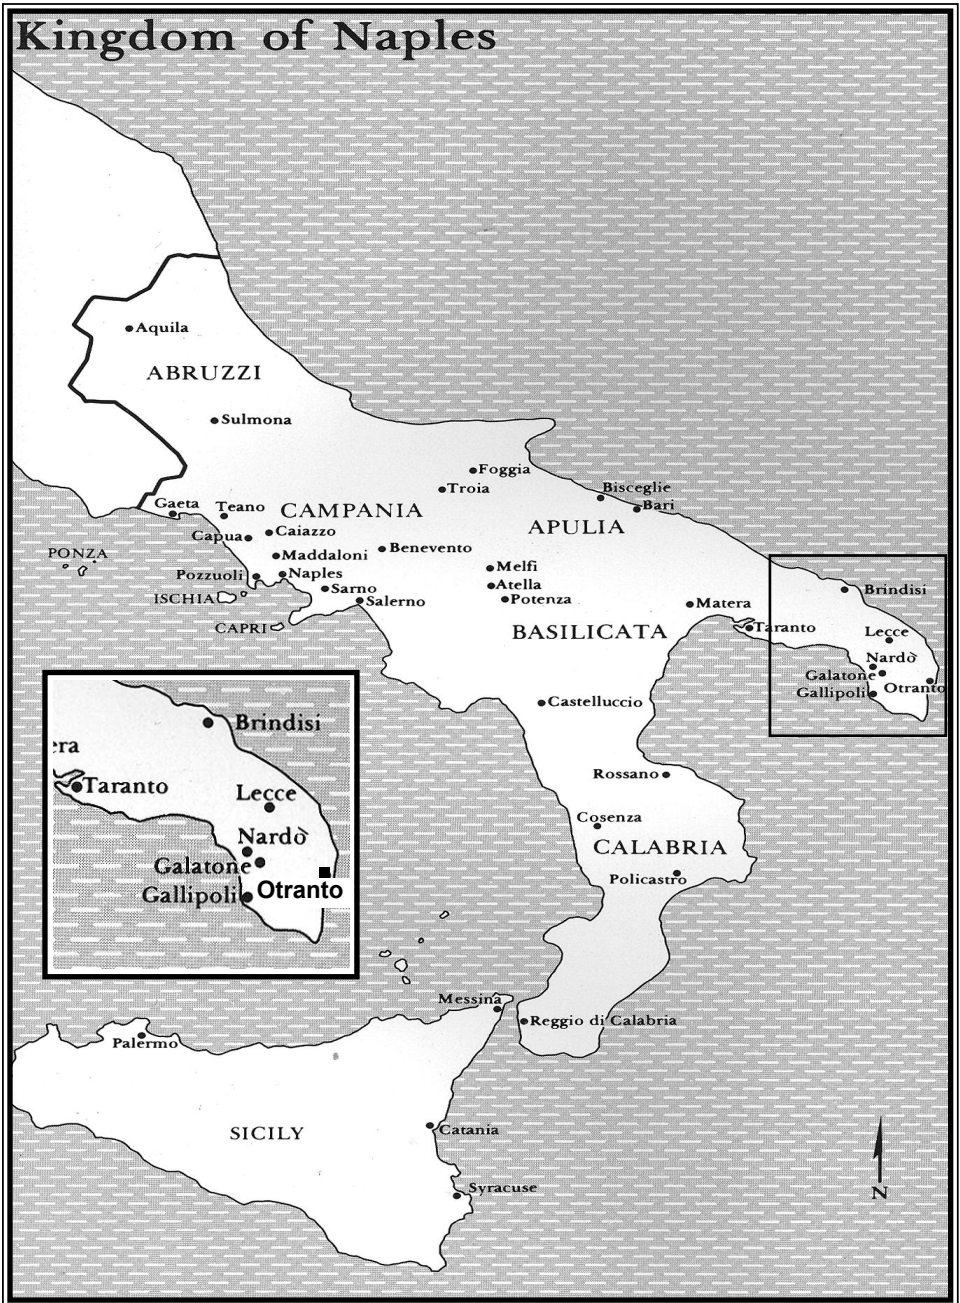 Kingdom of Naples
Aquila
ABRUZZI
Sulmona
Foggia
Troia
Bisceglie
Bari
Gaeta
Teano
CAMPANIA
APULIA
Capua
Caiazzo
PONZA
Maddaloni
Benevento
Pozzuoli
Naples
Melfi
Atella
Potenza
ISCHIA
Sarno
Salerno
Matera
Brindisi
CAPRI
BASILICATA
Taranto
Lecce
Nardò
Galatone
Gallipoli
Otranto
Castelluccio
Brindisi
era
Taranto
Lecce
Nardò
Galatone
Gallipoli
Otranto
Rossano
Cosenza
CALABRIA
Policastro
Messina
Reggio di Calabria
Palermo
SICILY
Catania
Syracuse
N